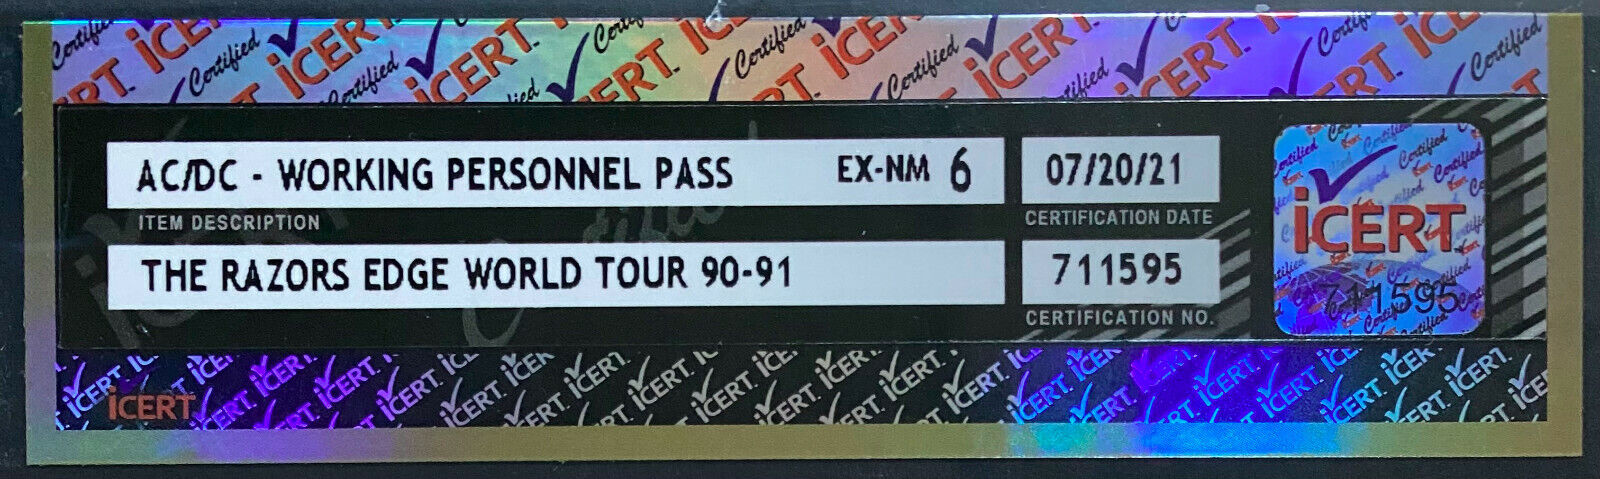 AC/DC - WORKING PERSONNEL PASS EX-NM 6 07/20/21
ITEM DESCRIPTION CERTIFICATION DATE
THE RAZORS EDGE WORLD TOUR 90-91 711595
CERTIFICATION NO.
iCERT
711595
iCERT